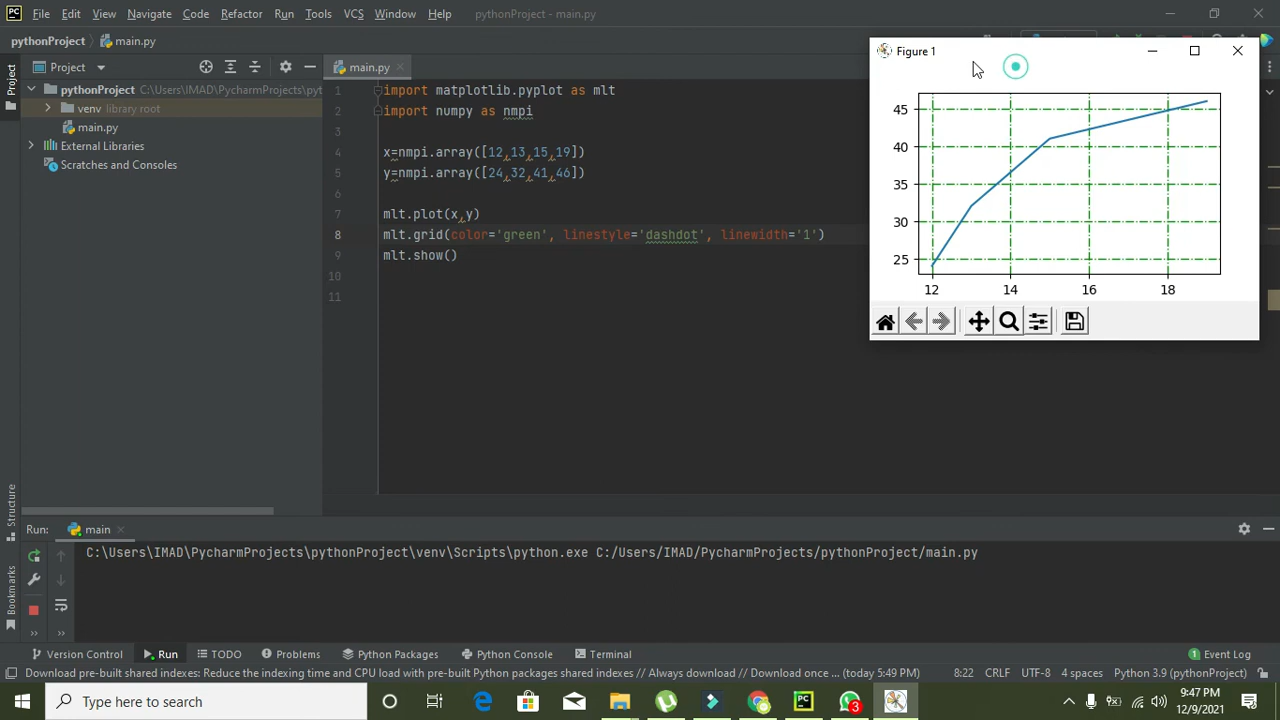 PC File Edit View Navigate Code Refactor Run Tools VCS Window Help pythonProject - main.py
pythonProject main.py
Project
Project
main.py
pythonProject C:\Users\IMAD\PycharmProjects\pyt
venv library root
main.py
External Libraries
Scratches and Consoles
1 import matplotlib.pyplot as mlt
2 import numpy as nmpi
3
4 x=nmpi.array([12,13,15,19])
5 y=nmpi.array([24,32,41,46])
6
7 mlt.plot(x,y)
8 mlt.grid(color='green', linestyle='dashdot', linewidth='1')
9 mlt.show()
10
11
Figure 1
45
40
35
30
25
12 14 16 18
Structure
Bookmarks
Run: main
C:\Users\IMAD\PycharmProjects\pythonProject\venv\Scripts\python.exe C:/Users/IMAD/PycharmProjects/pythonProject/main.py
Version Control Run TODO Problems Python Packages Python Console Terminal 1 Event Log
Download pre-built shared indexes: Reduce the indexing time and CPU load with pre-built Python packages shared indexes // Always download // Download once ... (today 5:49 PM) 8:22 CRLF UTF-8 4 spaces Python 3.9 (pythonProject)
Type here to search
PC
3
9:47 PM
12/9/2021